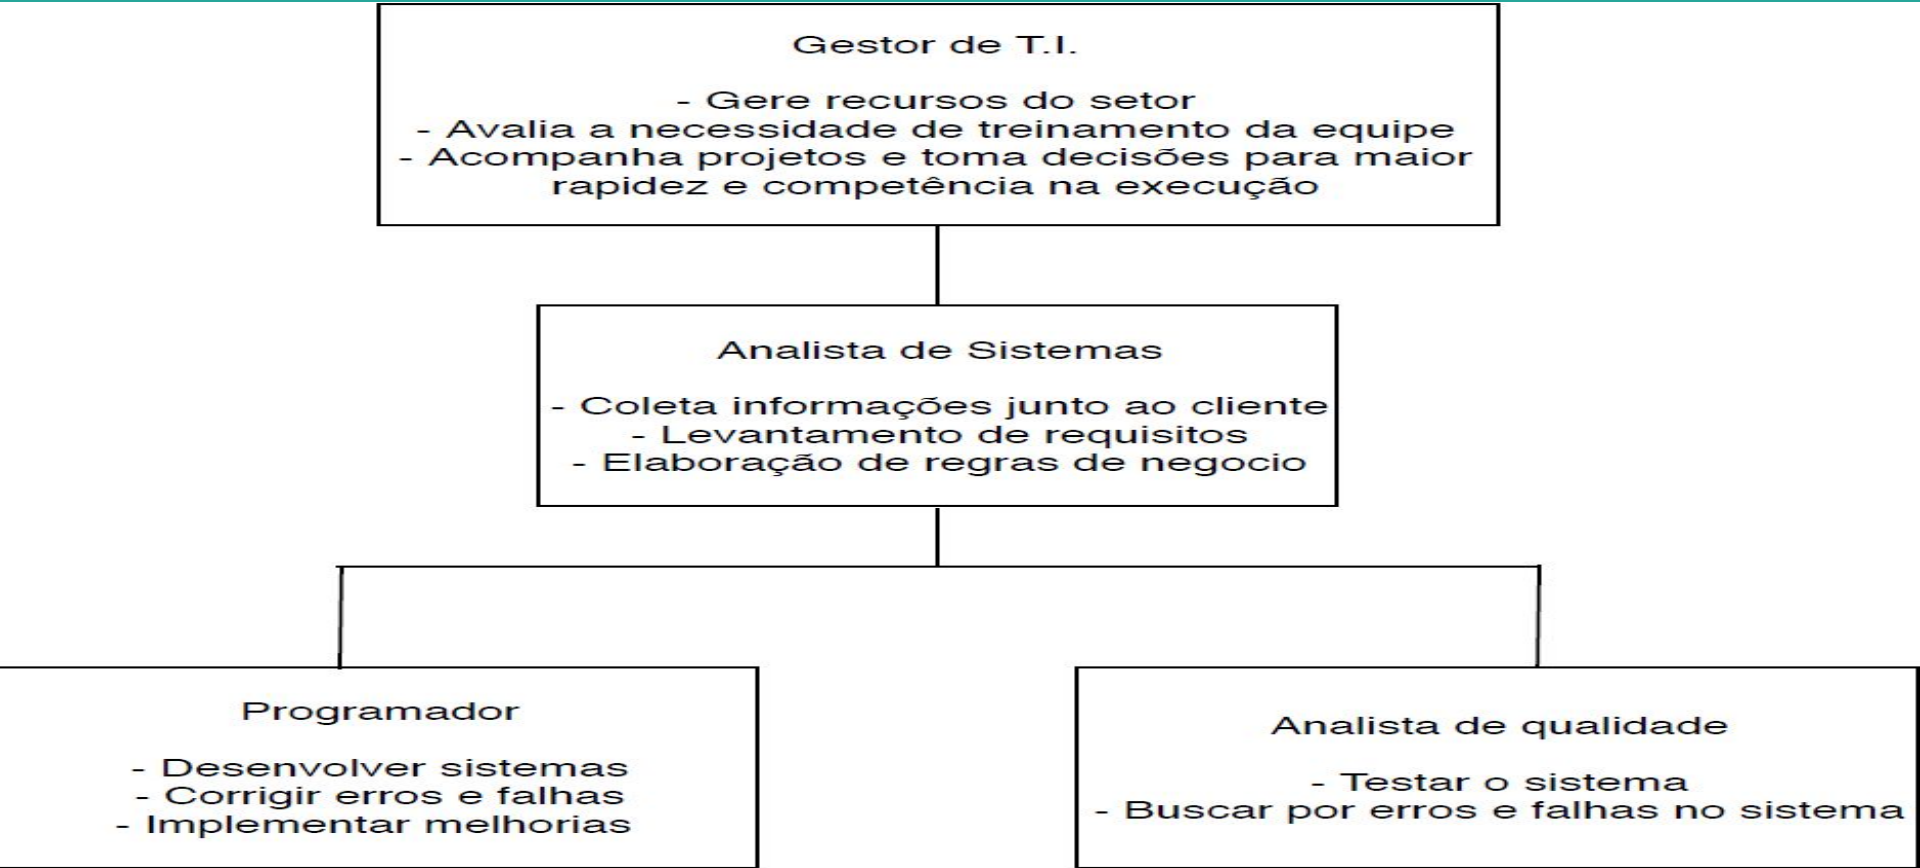 Gestor de T.I.
- Gere recursos do setor
- Avalia a necessidade de treinamento da equipe
- Acompanha projetos e toma decisões para maior
rapidez e competência na execução
Analista de Sistemas
- Coleta informações junto ao cliente
- Levantamento de requisitos
- Elaboração de regras de negocio
Programador
- Desenvolver sistemas
- Corrigir erros e falhas
- Implementar melhorias
Analista de qualidade
- Testar o sistema
- Buscar por erros e falhas no sistema